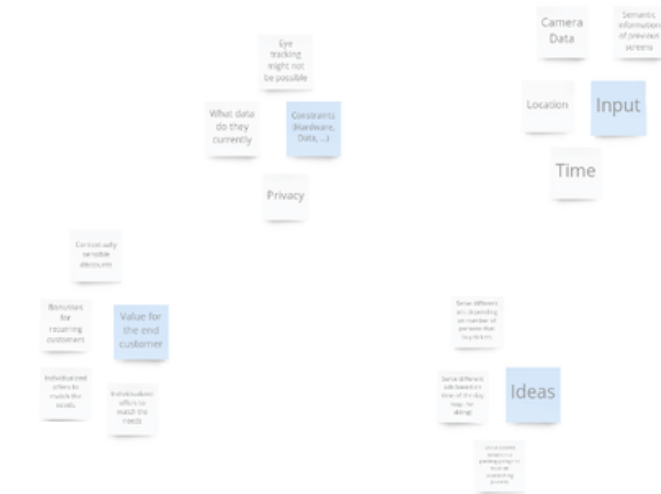 Eye
tracking
might not
be possible
What data
do they
currently
Constraints
(Hardware,
Data, ...)
Privacy
Camera
Data
Semantic
information
of previous
screens
Location
Input
Time
Contextually
sensible
discounts
Bonusses
for
recurring
customers
Value for
the end
customer
Individualized
offers to
match the
needs
Individualized
offers to
match the
needs
Serve different
ads depending
on number of
persons that
buy tickets
Serve different
ads based on
time of the day
Ideas